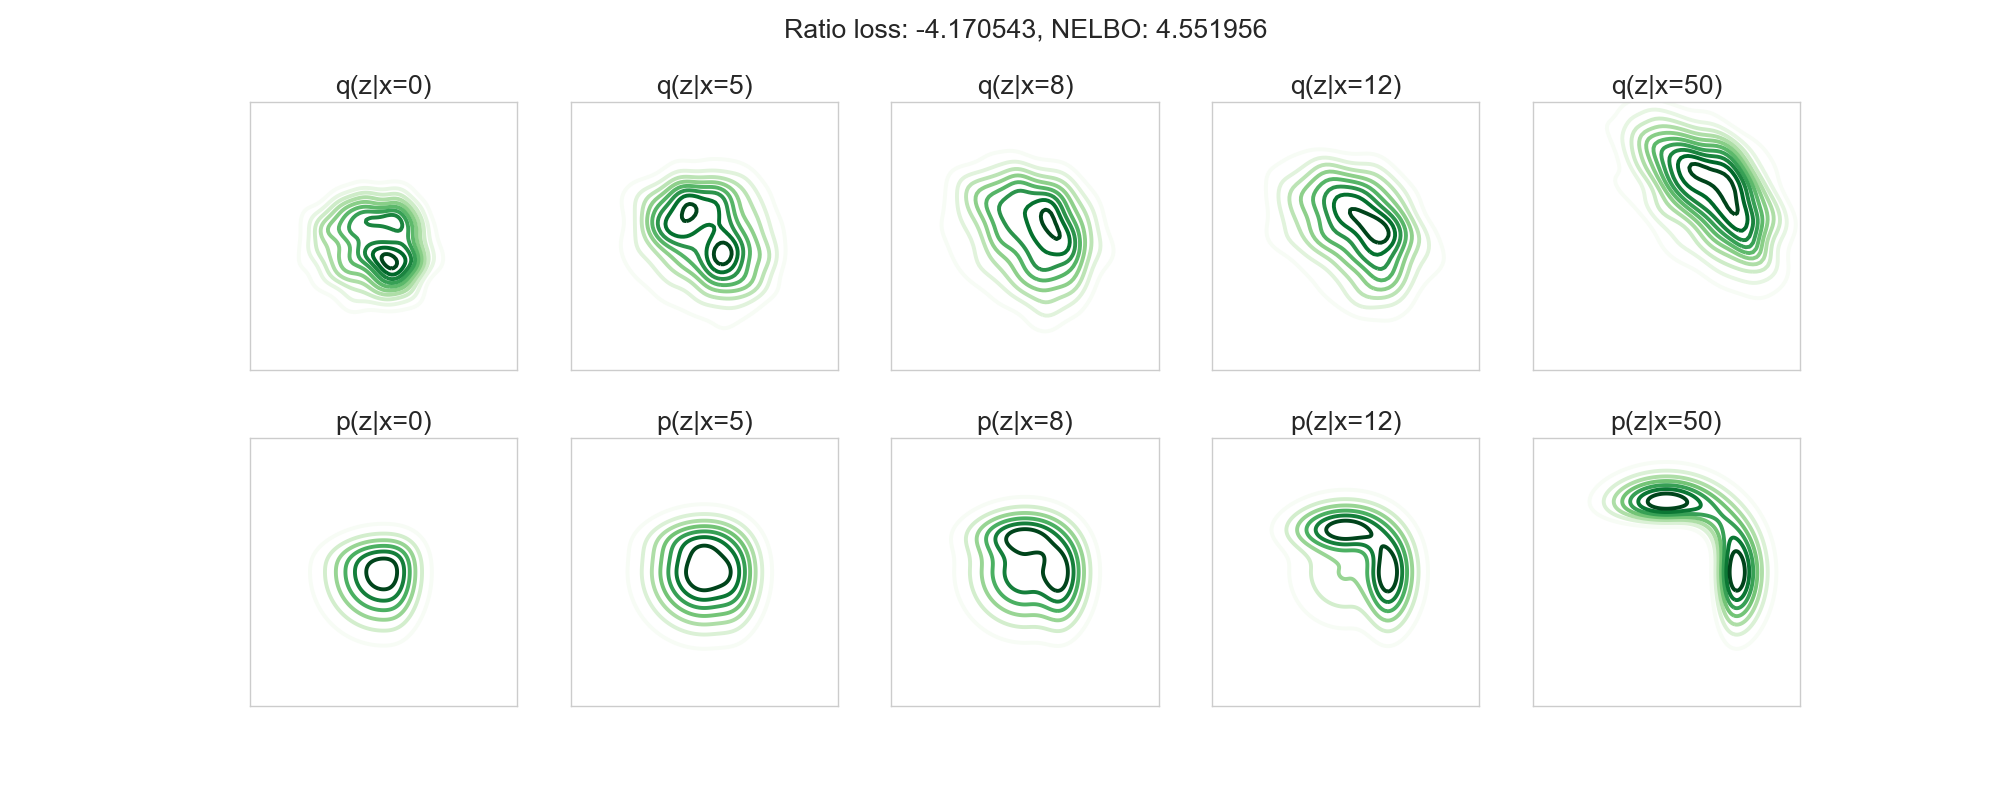 Ratio loss: -4.170543, NELBO: 4.551956
q(z|x=0) q(z|x=5) q(z|x=8) q(z|x=12) q(z|x=50)
p(z|x=0) p(z|x=5) p(z|x=8) p(z|x=12) p(z|x=50)